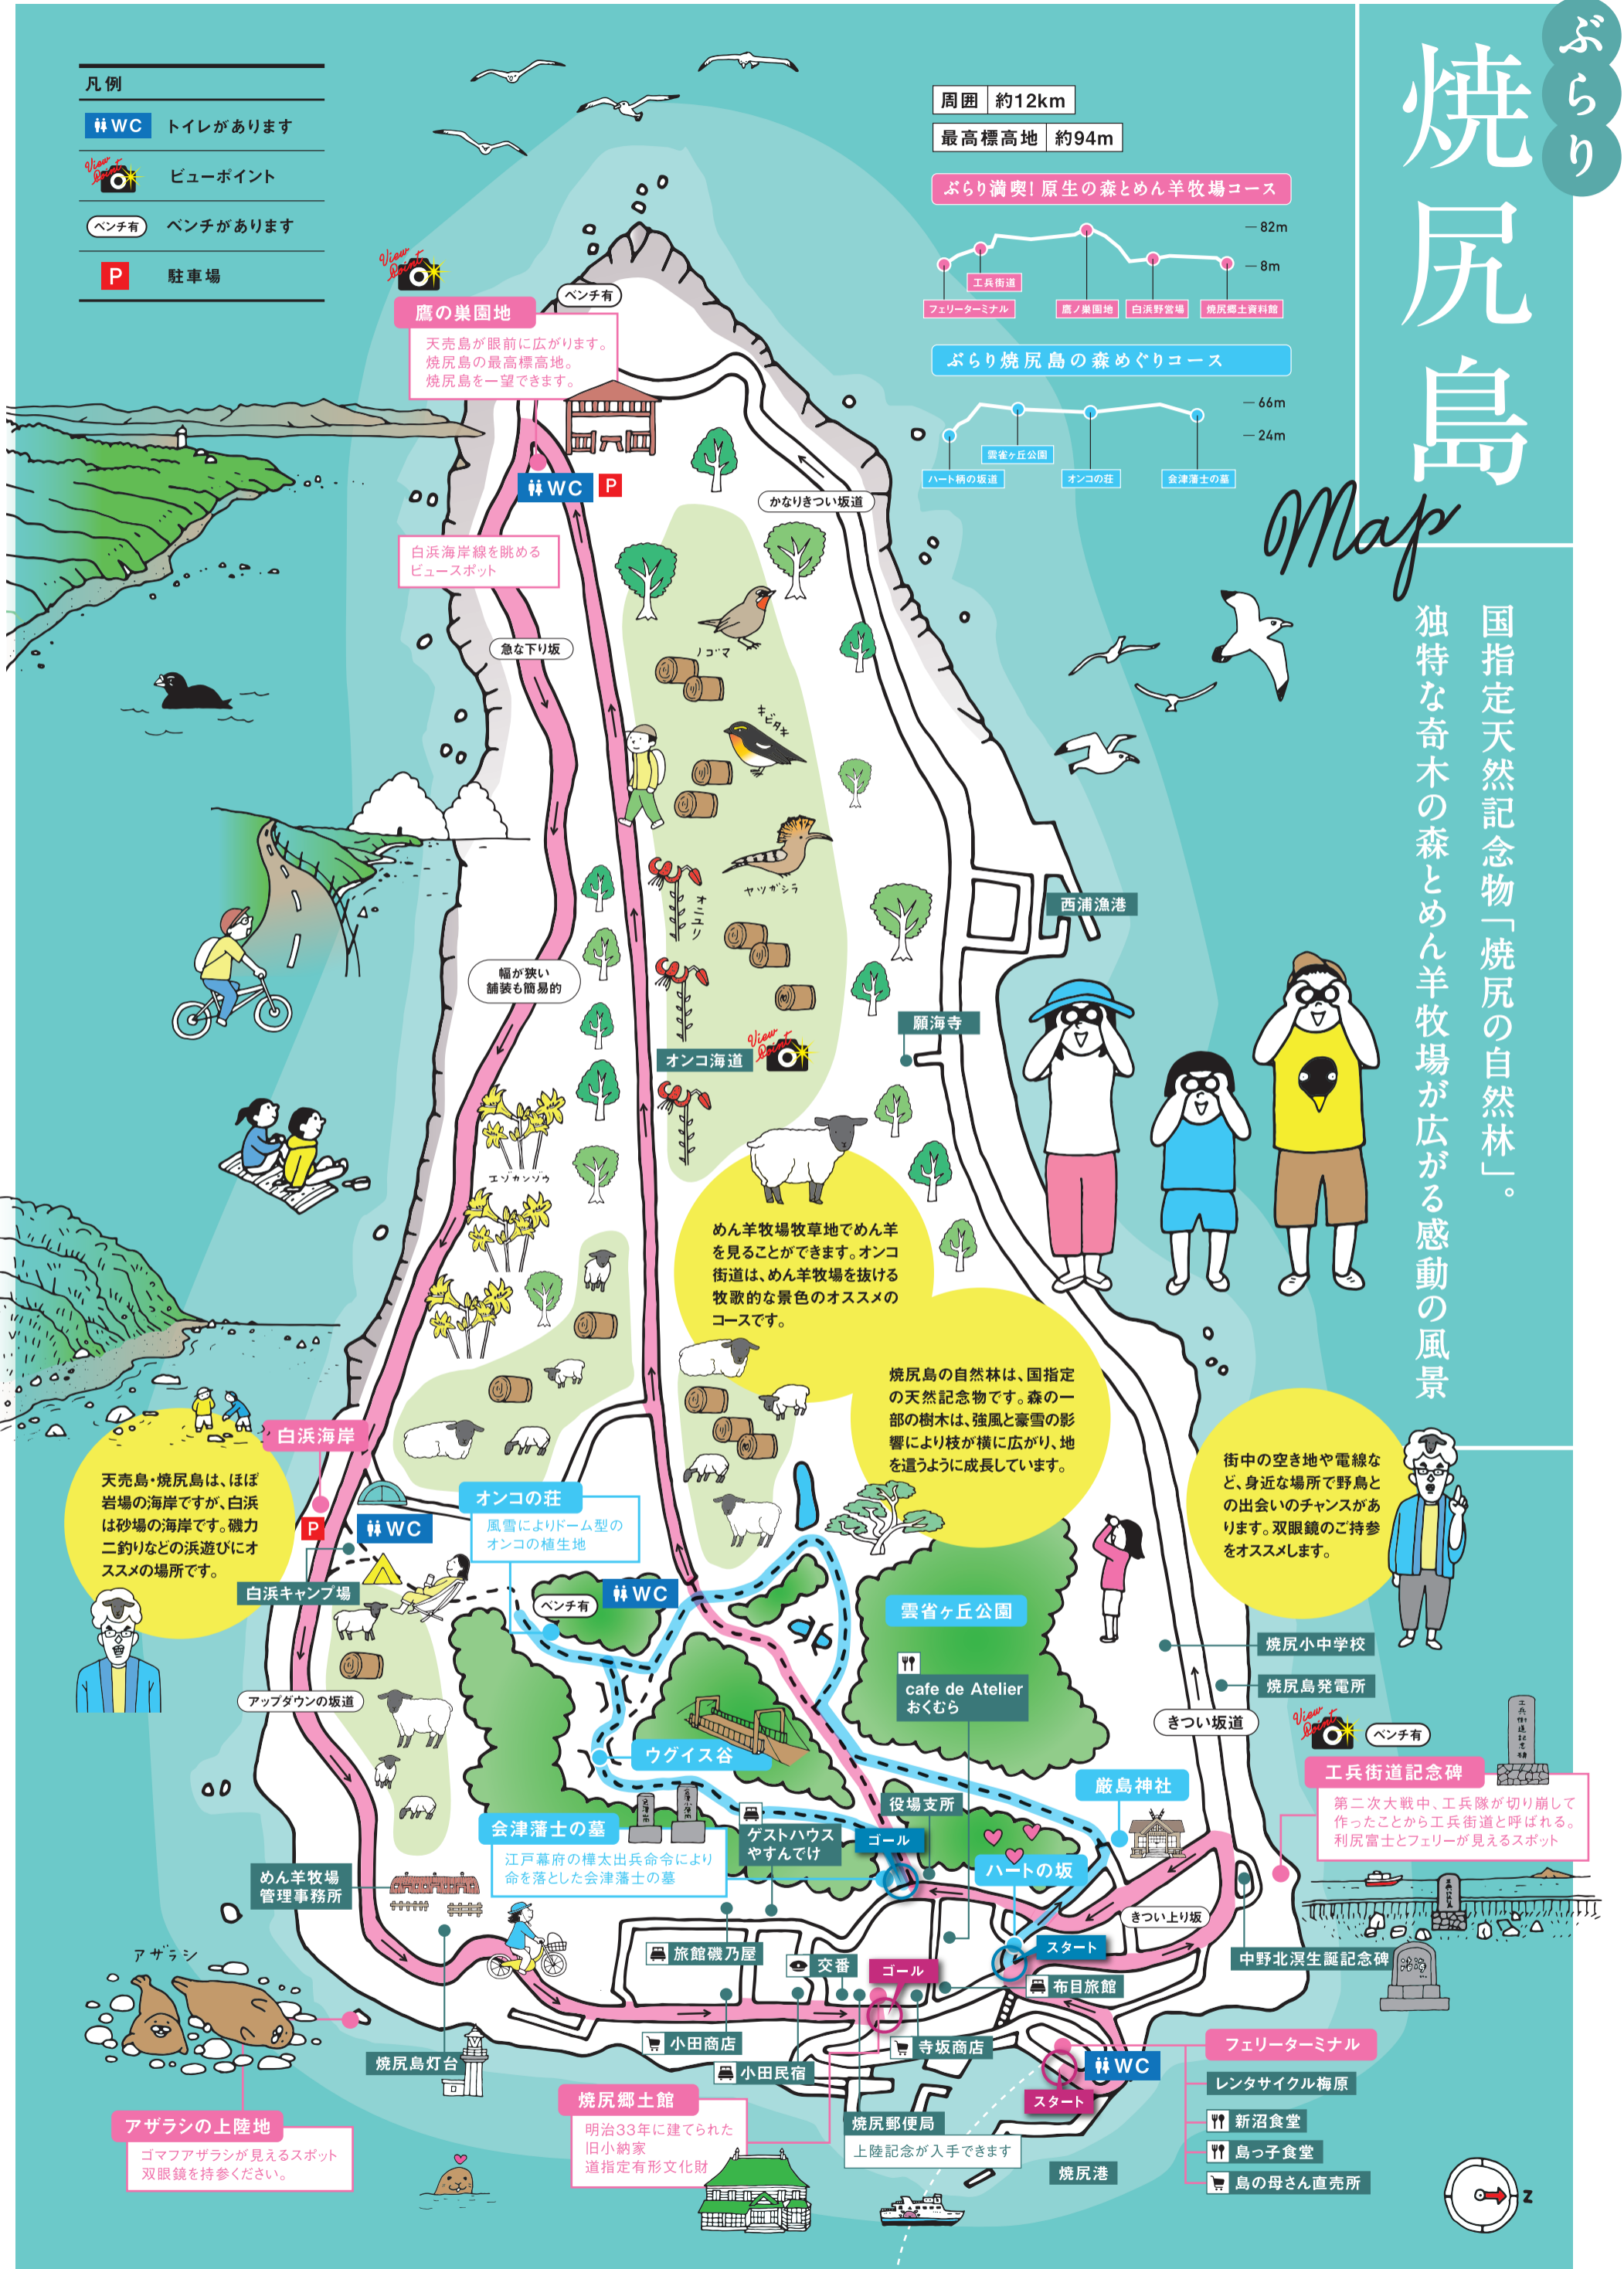 ぶらり
焼尻島
Map
国指定天然記念物「焼尻の自然林」。
独特な奇木の森とめん羊牧場が広がる感動の風景
凡例
WC トイレがあります
View Point ビューポイント
ベンチ有 ベンチがあります
P 駐車場
周囲 約12km
最高標高地 約94m
ぶらり満喫！原生の森とめん羊牧場コース
82m
8m
工兵街道
フェリーターミナル
鷹ノ巣園地
白浜野営場
焼尻郷土資料館
ぶらり焼尻島の森めぐりコース
66m
24m
雲雀ヶ丘公園
ハート柄の坂道
オンコの荘
会津藩士の墓
View Point
ベンチ有
鷹の巣園地
天売島が眼前に広がります。
焼尻島の最高標高地。
焼尻島を一望できます。
WC P
かなりきつい坂道
白浜海岸線を眺める
ビュースポット
急な下り坂
ノゴマ
キビタキ
ヤツガシラ
オニユリ
西浦漁港
幅が狭い
舗装も簡易的
願海寺
オンコ海道
View Point
エゾカンゾウ
めん羊牧場牧草地でめん羊
を見ることができます。オンコ
街道は、めん羊牧場を抜ける
牧歌的な景色のオススメの
コースです。
焼尻島の自然林は、国指定
の天然記念物です。森の一
部の樹木は、強風と豪雪の影
響により枝が横に広がり、地
を這うように成長しています。
街中の空き地や電線な
ど、身近な場所で野鳥と
の出会いのチャンスがあ
ります。双眼鏡のご持参
をオススメします。
白浜海岸
天売島・焼尻島は、ほぼ
岩場の海岸ですが、白浜
は砂場の海岸です。磯カ
ニ釣りなどの浜遊びにオ
ススメの場所です。
P
WC
白浜キャンプ場
オンコの荘
風雪によりドーム型の
オンコの植生地
ベンチ有
WC
雲雀ヶ丘公園
cafe de Atelier
おくむら
焼尻小中学校
焼尻島発電所
アップダウンの坂道
きつい坂道
View Point
ベンチ有
工兵街道記念碑
工兵街道記念碑
第二次大戦中、工兵隊が切り崩して
作ったことから工兵街道と呼ばれる。
利尻富士とフェリーが見えるスポット
ウグイス谷
厳島神社
役場支所
会津藩士の墓
江戸幕府の樺太出兵命令により
命を落とした会津藩士の墓
ゲストハウス
やすんでけ
ゴール
ハートの坂
めん羊牧場
管理事務所
きつい上り坂
スタート
中野北溟生誕記念碑
旅館磯乃屋
交番
ゴール
布目旅館
アザラシ
小田商店
寺坂商店
焼尻島灯台
小田民宿
WC
スタート
フェリーターミナル
レンタサイクル梅原
新沼食堂
島っ子食堂
島の母さん直売所
アザラシの上陸地
ゴマフアザラシが見えるスポット
双眼鏡を持参ください。
焼尻郷土館
明治33年に建てられた
旧小納家
道指定有形文化財
焼尻郵便局
上陸記念が入手できます
焼尻港
Z